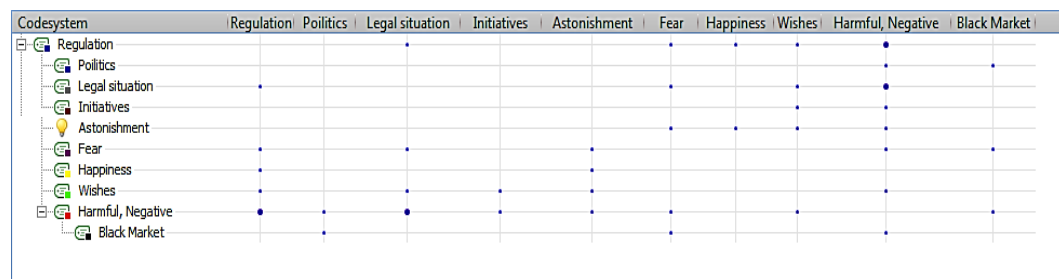 Codesystem Regulation Poilitics Legal situation Initiatives Astonishment Fear Happiness Wishes Harmful, Negative Black Market
Regulation
Poilitics
Legal situation
Initiatives
Astonishment
Fear
Happiness
Wishes
Harmful, Negative
Black Market